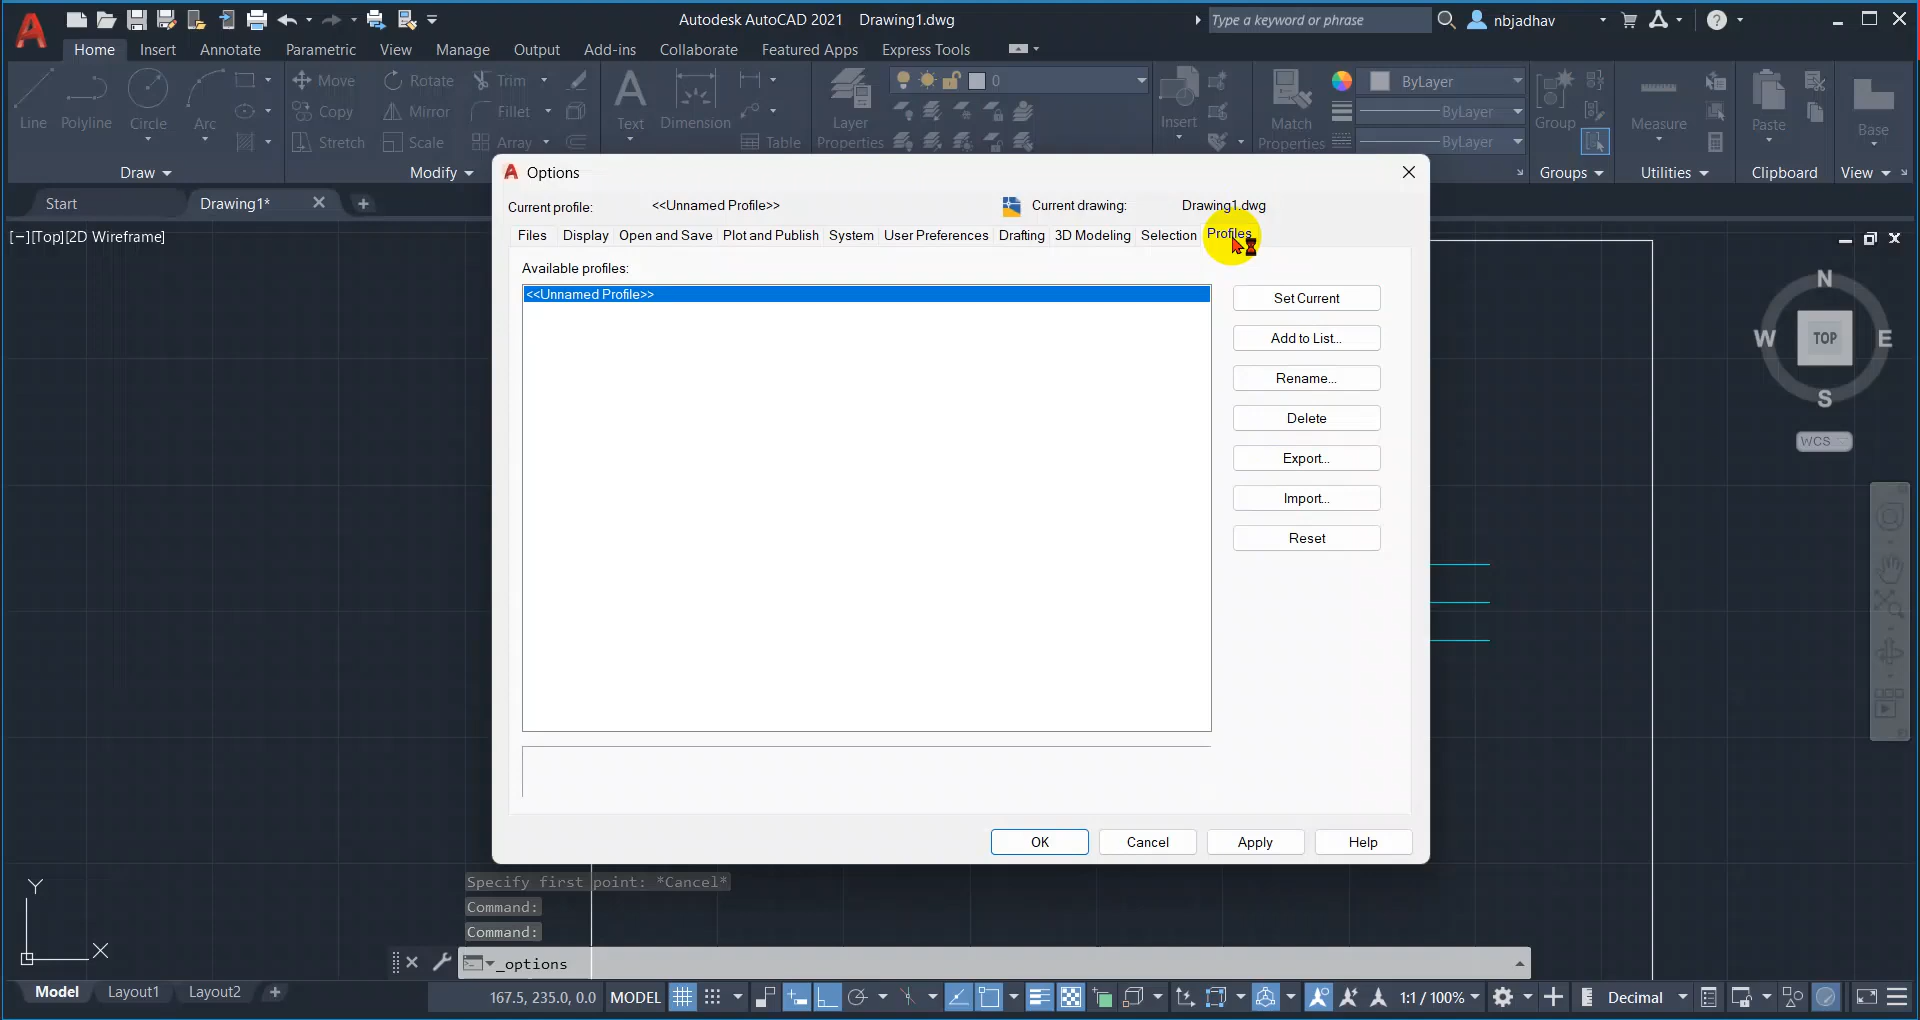 Autodesk AutoCAD 2021 Drawing1.dwg
Type a keyword or phrase
nbjadhav
Home Insert Annotate Parametric View Manage Output Add-ins Collaborate Featured Apps Express Tools
Line Polyline Circle Arc
Move Rotate Trim
Copy Mirror Fillet
Stretch Scale Array
Text Dimension Table
Layer Properties
0
Insert
Match Properties
ByLayer
ByLayer
ByLayer
Group
Measure
Paste
Base
Draw Modify Groups Utilities Clipboard View
Start Drawing1*
[−][Top][2D Wireframe]
Options
Current profile: <<Unnamed Profile>> Current drawing: Drawing1.dwg
Files Display Open and Save Plot and Publish System User Preferences Drafting 3D Modeling Selection Profiles
Available profiles:
<<Unnamed Profile>>
Set Current
Add to List...
Rename...
Delete
Export...
Import...
Reset
OK Cancel Apply Help
N
W TOP E
S
WCS
Specify first point: *Cancel*
Command:
Command:
_options
Y
X
Model Layout1 Layout2
167.5, 235.0, 0.0 MODEL 1:1 / 100% Decimal